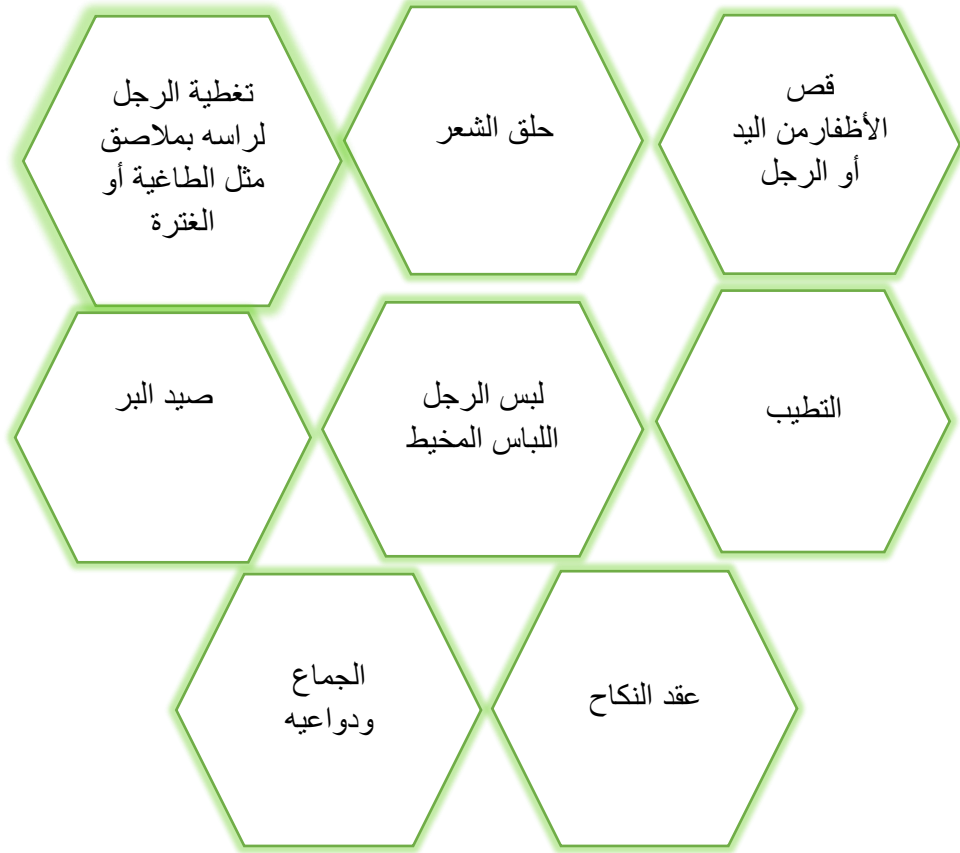 قص
الأظفارمن اليد
أو الرجل
حلق الشعر
تغطية الرجل
لراسه بملاصق
مثل الطاغية أو
الغترة
التطيب
لبس الرجل
اللباس المخيط
صيد البر
عقد النكاح
الجماع
ودواعيه